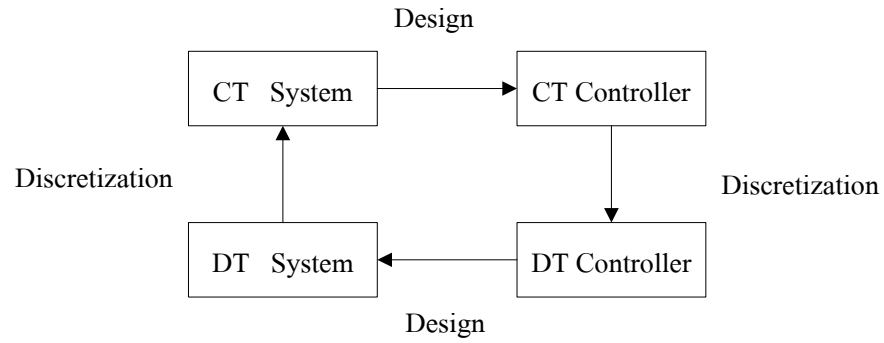 Design
CT System
CT Controller
Discretization
Discretization
DT System
DT Controller
Design